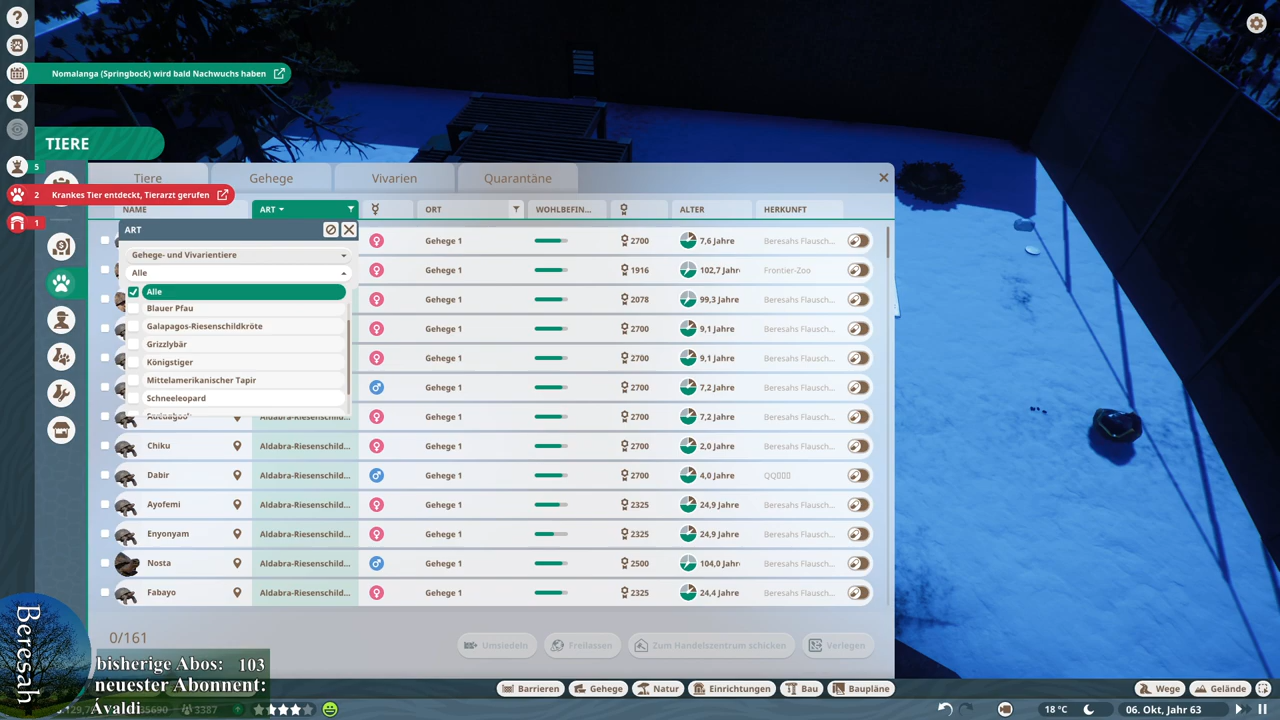 Nomalanga (Springbock) wird bald Nachwuchs haben
TIERE
5
Tiere Gehege Vivarien Quarantäne
2 Krankes Tier entdeckt, Tierarzt gerufen
NAME ART ORT WOHLBEFIN... ALTER HERKUNFT
1
ART
Gehege 1 2700 7,6 Jahre Beresahs Flausch...
Gehege- und Vivarientiere
Alle
Gehege 1 1916 102,7 Jahr Frontier-Zoo
Alle
Gehege 1 2078 99,3 Jahre Beresahs Flausch...
Blauer Pfau
Galapagos-Riesenschildkröte
Gehege 1 2700 9,1 Jahre Beresahs Flausch...
Grizzlybär
Königstiger
Gehege 1 2700 9,1 Jahre Beresahs Flausch...
Mittelamerikanischer Tapir
Gehege 1 2700 7,2 Jahre Beresahs Flausch...
Schneeleopard
Aldabra-Riesenschild... Gehege 1 2700 7,2 Jahre Beresahs Flausch...
Chiku Aldabra-Riesenschild... Gehege 1 2700 2,0 Jahre Beresahs Flausch...
Dabir Aldabra-Riesenschild... Gehege 1 2700 4,0 Jahre QQ▯▯▯
Ayofemi Aldabra-Riesenschild... Gehege 1 2325 24,9 Jahre Beresahs Flausch...
Enyonyam Aldabra-Riesenschild... Gehege 1 2325 24,9 Jahre Beresahs Flausch...
Nosta Aldabra-Riesenschild... Gehege 1 2500 104,0 Jahr Beresahs Flausch...
Fabayo Aldabra-Riesenschild... Gehege 1 2325 24,4 Jahre Beresahs Flausch...
0/161
Umsiedeln Freilassen Zum Handelszentrum schicken Verlegen
Beresah
bisherige Abos: 103
neuester Abonnent:
Avaldi
3387
Barrieren Gehege Natur Einrichtungen Bau Baupläne Wege Gelände
18 °C 06. Okt, Jahr 63